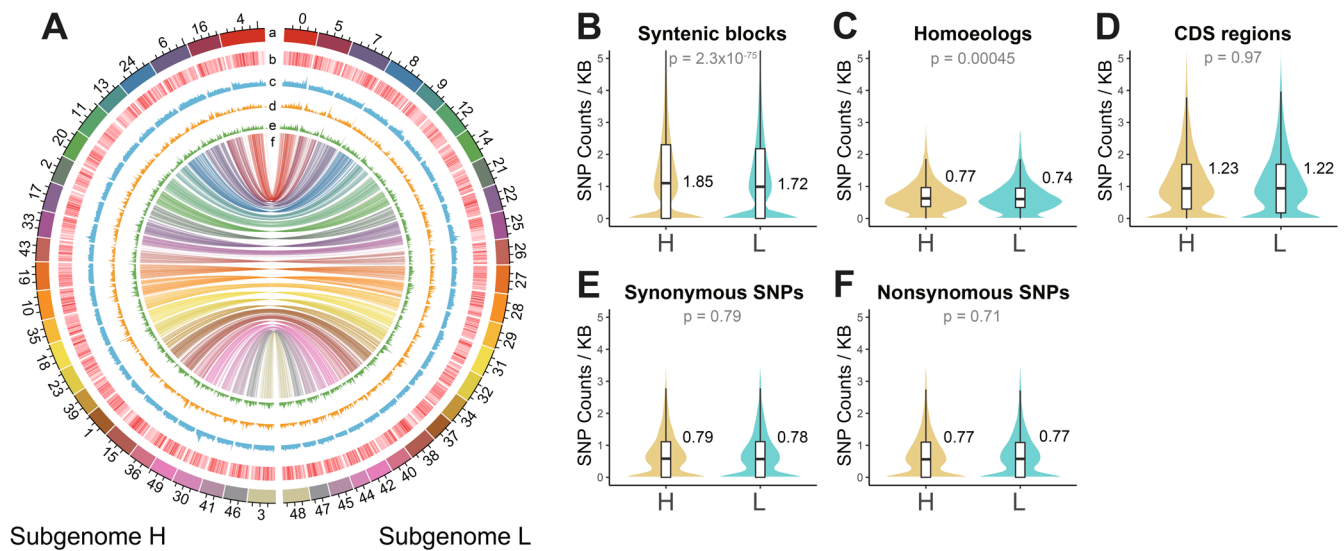 A
B
C
D
Syntenic blocks
Homoeologs
CDS regions
p = 2.3x10-75
p = 0.00045
p = 0.97
SNP Counts / KB
5
4
3
2
1
0
1.85
1.72
H
L
SNP Counts / KB
5
4
3
2
1
0
0.77
0.74
H
L
SNP Counts / KB
5
4
3
2
1
0
1.23
1.22
H
L
E
F
Synonymous SNPs
Nonsynomous SNPs
p = 0.79
p = 0.71
SNP Counts / KB
5
4
3
2
1
0
0.79
0.78
H
L
SNP Counts / KB
5
4
3
2
1
0
0.77
0.77
H
L
a
b
c
d
e
f
4
16
6
24
13
11
20
2
17
33
43
19
10
35
18
23
39
1
15
36
49
30
41
46
3
0
5
7
8
9
12
14
21
22
25
26
27
28
29
31
32
34
37
38
40
42
44
45
47
48
Subgenome H
Subgenome L